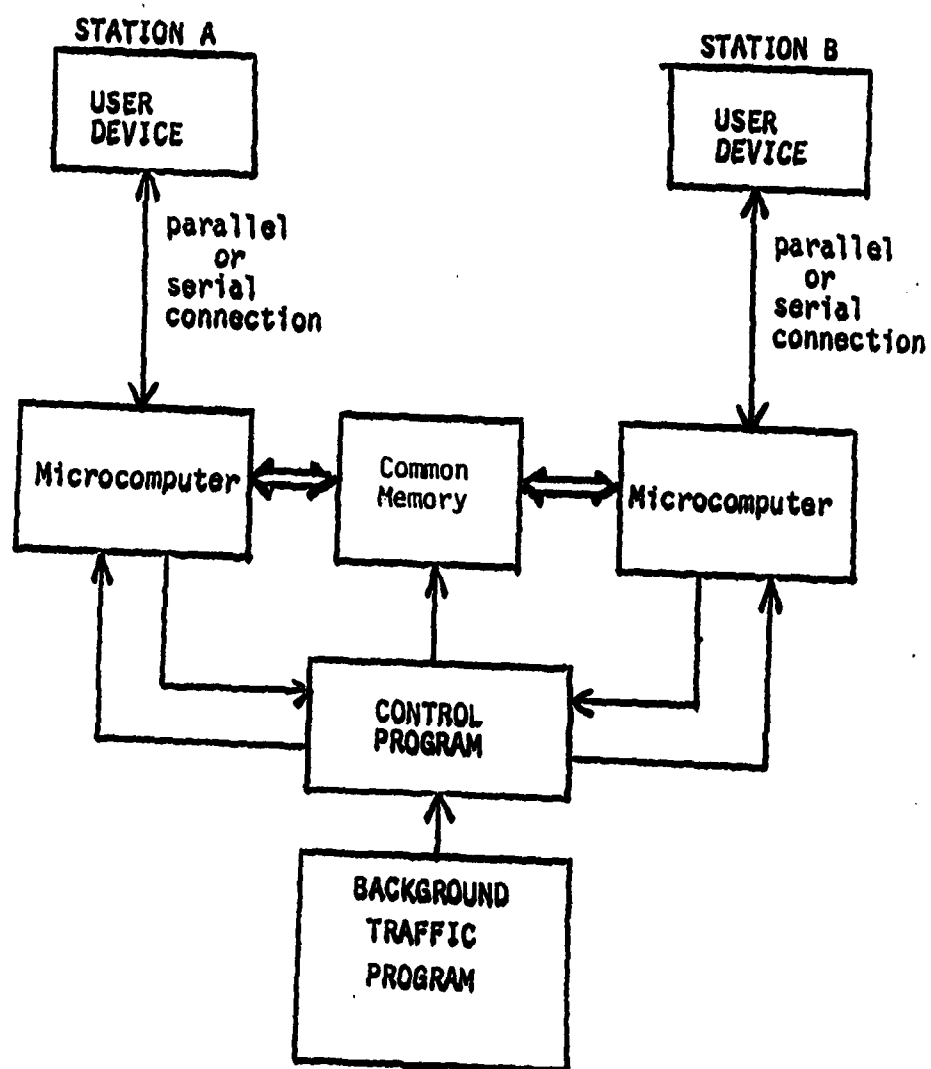 STATION A
USER
DEVICE
parallel
or
serial
connection
STATION B
USER
DEVICE
parallel
or
serial
connection
Microcomputer
Common
Memory
Microcomputer
CONTROL
PROGRAM
BACKGROUND
TRAFFIC
PROGRAM